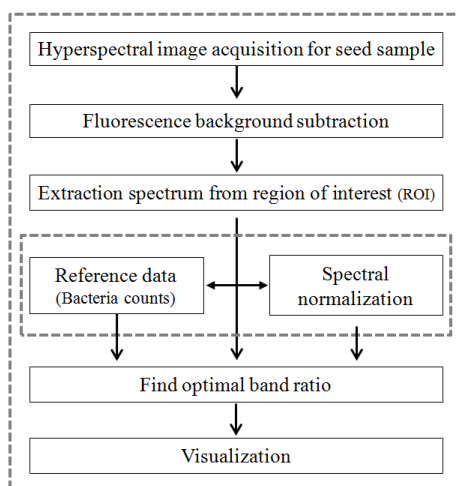 Hyperspectral image acquisition for seed sample
Fluorescence background subtraction
Extraction spectrum from region of interest (ROI)
Reference data
(Bacteria counts)
Spectral
normalization
Find optimal band ratio
Visualization